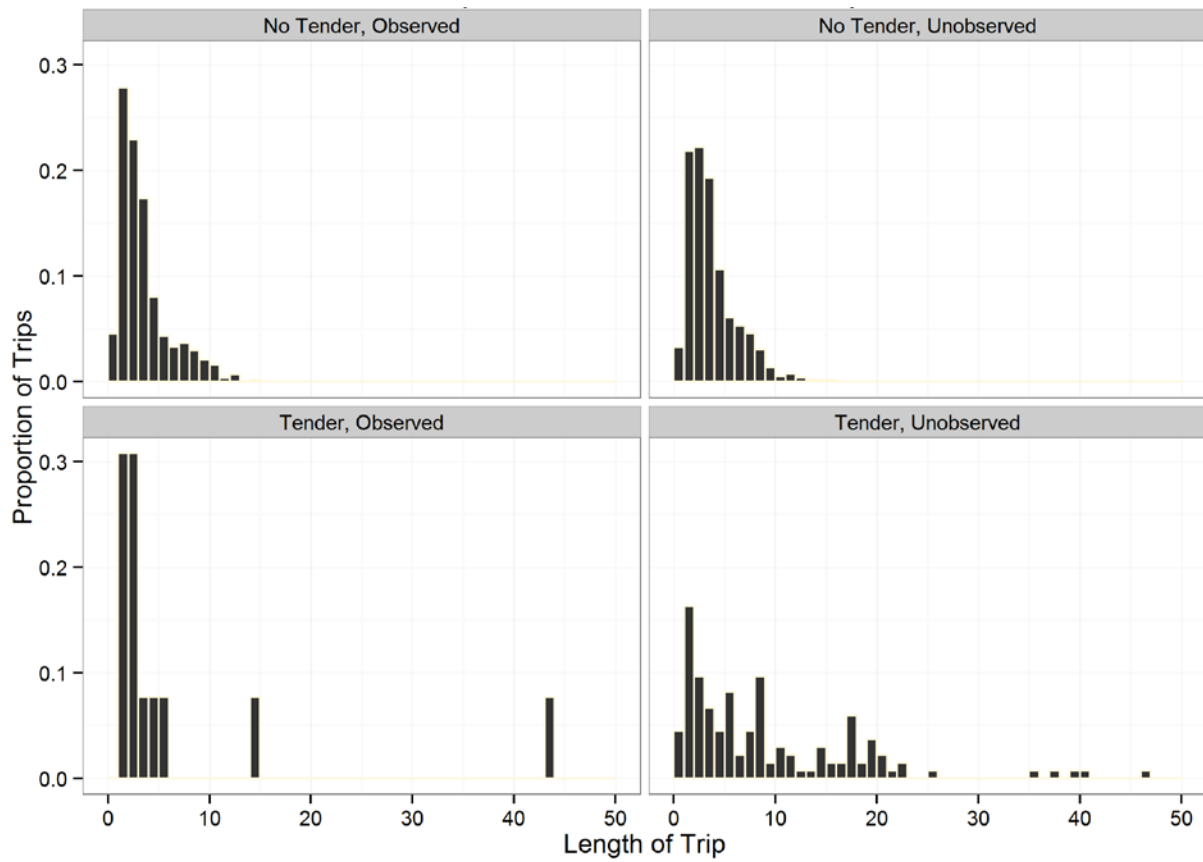 No Tender, Observed
No Tender, Unobserved
0.3
0.2
0.1
0.0
Tender, Observed
Tender, Unobserved
0.3
0.2
0.1
0.0
Proportion of Trips
0 10 20 30 40 50
0 10 20 30 40 50
Length of Trip